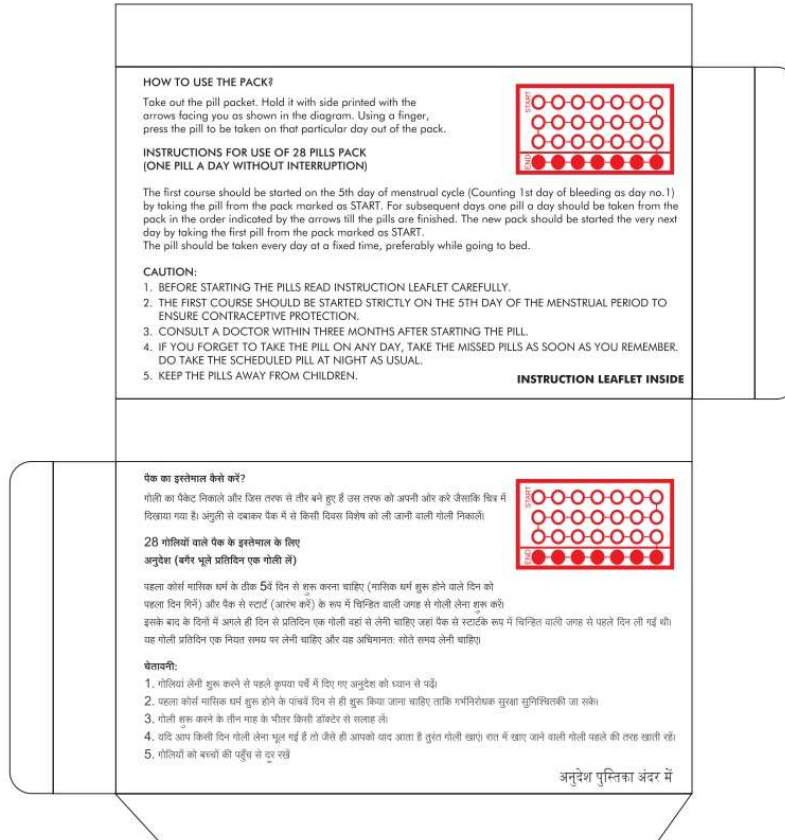 HOW TO USE THE PACK?
Take out the pill packet. Hold it with side printed with the
arrows facing you as shown in the diagram. Using a finger,
press the pill to be taken on that particular day out of the pack.
START
END
INSTRUCTIONS FOR USE OF 28 PILLS PACK
(ONE PILL A DAY WITHOUT INTERRUPTION)
The first course should be started on the 5th day of menstrual cycle (Counting 1st day of bleeding as day no.1)
by taking the pill from the pack marked as START. For subsequent days one pill a day should be taken from the
pack in the order indicated by the arrows till the pills are finished. The new pack should be started the very next
day by taking the first pill from the pack marked as START.
The pill should be taken every day at a fixed time, preferably while going to bed.
CAUTION:
1. BEFORE STARTING THE PILLS READ INSTRUCTION LEAFLET CAREFULLY.
2. THE FIRST COURSE SHOULD BE STARTED STRICTLY ON THE 5TH DAY OF THE MENSTRUAL PERIOD TO
ENSURE CONTRACEPTIVE PROTECTION.
3. CONSULT A DOCTOR WITHIN THREE MONTHS AFTER STARTING THE PILL.
4. IF YOU FORGET TO TAKE THE PILL ON ANY DAY, TAKE THE MISSED PILLS AS SOON AS YOU REMEMBER.
DO TAKE THE SCHEDULED PILL AT NIGHT AS USUAL.
5. KEEP THE PILLS AWAY FROM CHILDREN.
INSTRUCTION LEAFLET INSIDE
पैक का इस्तेमाल कैसे करें?
गोली का पैकेट निकाले और जिस तरफ से तीर बने हुए हैं उस तरफ को अपनी ओर करे जैसाकि चित्र में
दिखाया गया है। अंगुली से दबाकर पैक में से किसी दिवस विशेष को ली जानी वाली गोली निकालें।
START
END
28 गोलियों वाले पैक के इस्तेमाल के लिए
अनुदेश (बगैर भूले प्रतिदिन एक गोली लें)
पहला कोर्स मासिक धर्म के ठीक 5वें दिन से शुरू करना चाहिए (मासिक धर्म शुरू होने वाले दिन को
पहला दिन गिनें) और पैक से स्टार्ट (आरंभ करें) के रूप में चिन्हित वाली जगह से गोली लेना शुरू करें।
इसके बाद के दिनों में अगले ही दिन से प्रतिदिन एक गोली वहां से लेनी चाहिए जहां पैक से स्टार्टके रूप में चिन्हित वाली जगह से पहले दिन ली गई थी।
यह गोली प्रतिदिन एक नियत समय पर लेनी चाहिए और यह अधिमानत: सोते समय लेनी चाहिए।
चेतावनी:
1. गोलियां लेनी शुरू करने से पहले कृपया पर्चे में दिए गए अनुदेश को ध्यान से पढ़ें।
2. पहला कोर्स मासिक धर्म शुरू होने के पांचवें दिन से ही शुरू किया जाना चाहिए ताकि गर्भनिरोधक सुरक्षा सुनिश्चितकी जा सके।
3. गोली शुरू करने के तीन माह के भीतर किसी डॉक्टेर से सलाह लें।
4. यदि आप किसी दिन गोली लेना भूल गई हैं तो जैसे ही आपको याद आता है तुरंत गोली खाएं। रात में खाए जाने वाली गोली पहले की तरह खाती रहें।
5. गोलियों को बच्चों की पहुँच से दूर रखें
अनुदेश पुस्तिका अंदर में